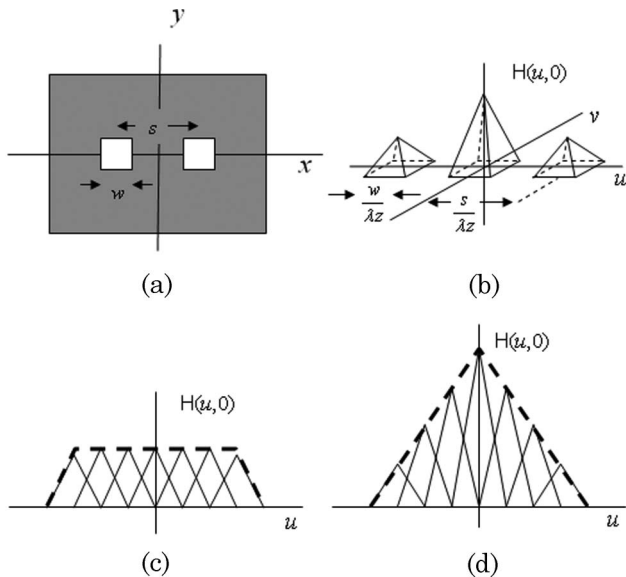 y
s
x
w
(a)
H(u,0)
v
u
w/λz
s/λz
(b)
H(u,0)
u
(c)
H(u,0)
u
(d)